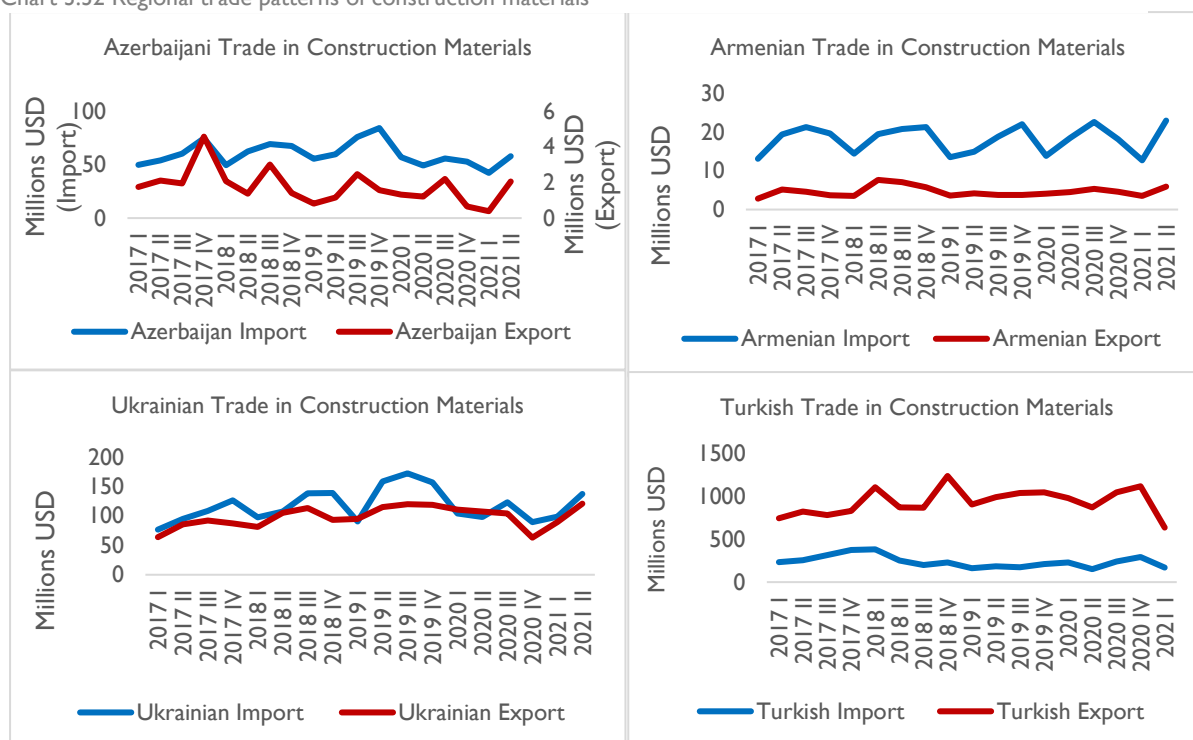 Chart 3.32 Regional trade patterns of construction materials
Azerbaijani Trade in Construction Materials
Millions USD
(Import)
100
50
0
6
4
2
0
Millions USD
(Export)
2017 I
2017 II
2017 III
2017 IV
2018 I
2018 II
2018 III
2018 IV
2019 I
2019 II
2019 III
2019 IV
2020 I
2020 II
2020 III
2020 IV
2021 I
2021 II
Azerbaijan Import
Azerbaijan Export
Armenian Trade in Construction Materials
Millions USD
30
20
10
0
2017 I
2017 II
2017 III
2017 IV
2018 I
2018 II
2018 III
2018 IV
2019 I
2019 II
2019 III
2019 IV
2020 I
2020 II
2020 III
2020 IV
2021 I
2021 II
Armenian Import
Armenian Export
Ukrainian Trade in Construction Materials
Millions USD
200
150
100
50
0
2017 I
2017 II
2017 III
2017 IV
2018 I
2018 II
2018 III
2018 IV
2019 I
2019 II
2019 III
2019 IV
2020 I
2020 II
2020 III
2020 IV
2021 I
2021 II
Ukrainian Import
Ukrainian Export
Turkish Trade in Construction Materials
Millions USD
1500
1000
500
0
2017 I
2017 II
2017 III
2017 IV
2018 I
2018 II
2018 III
2018 IV
2019 I
2019 II
2019 III
2019 IV
2020 I
2020 II
2020 III
2020 IV
2021 I
Turkish Import
Turkish Export